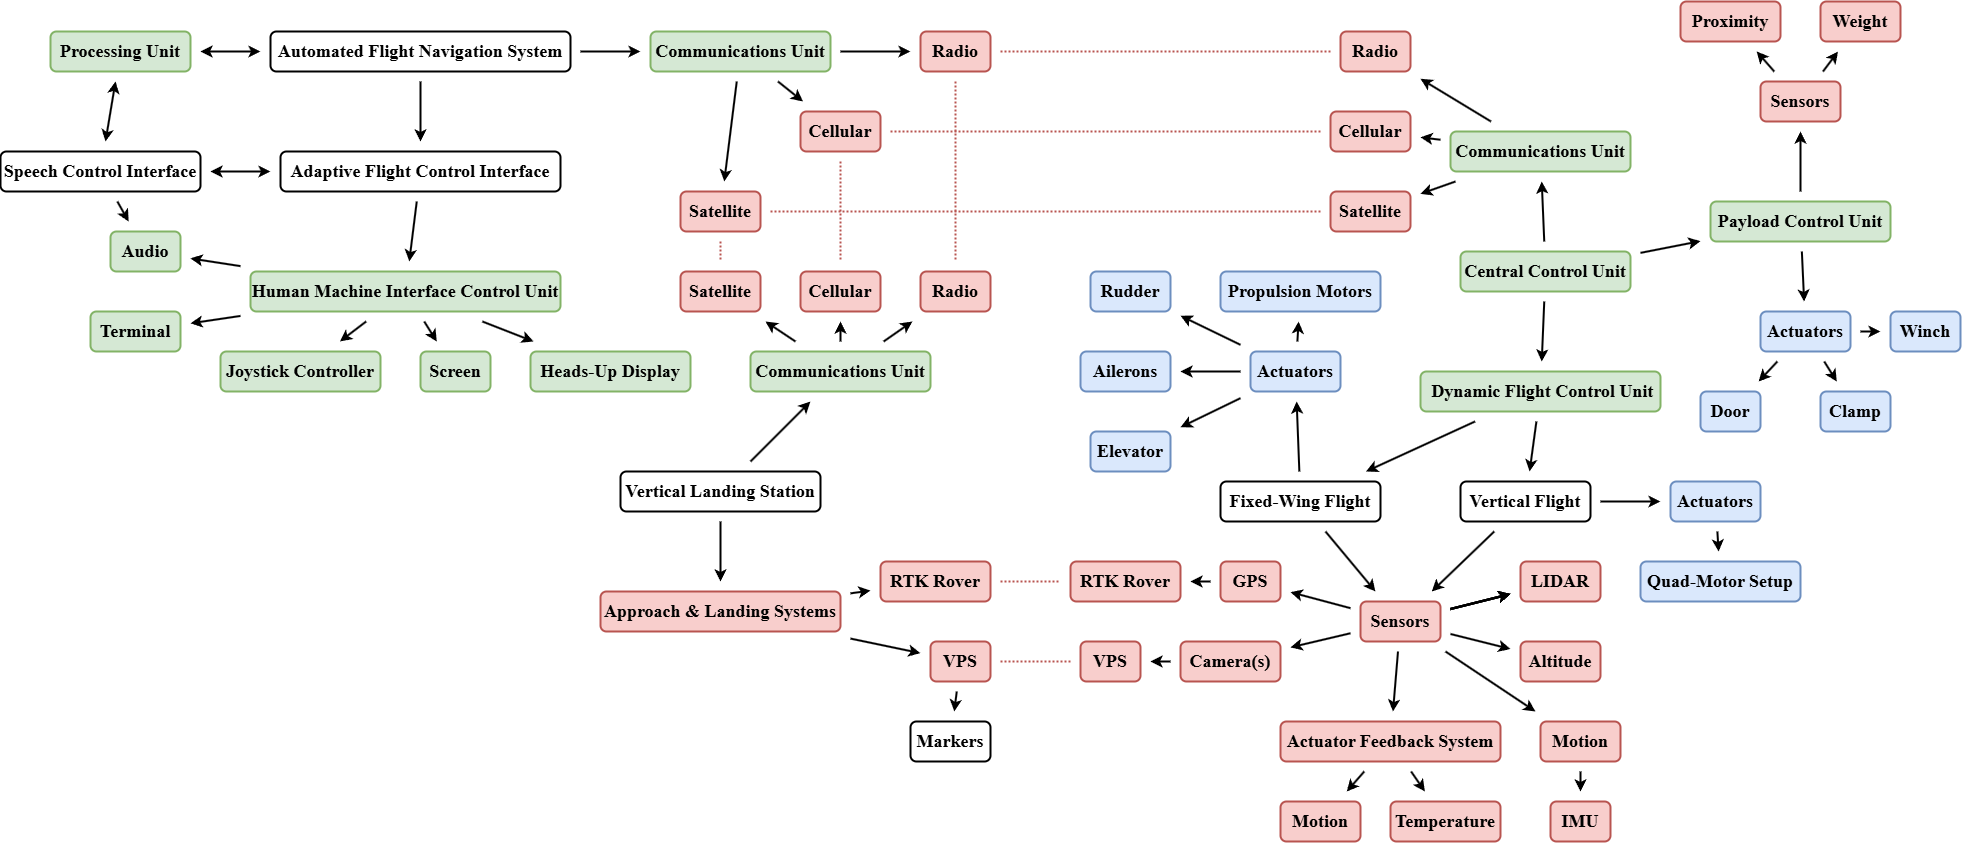 Proximity
Weight
Processing Unit
Automated Flight Navigation System
Communications Unit
Radio
Radio
Sensors
Cellular
Cellular
Communications Unit
Speech Control Interface
Adaptive Flight Control Interface
Satellite
Satellite
Payload Control Unit
Audio
Central Control Unit
Human Machine Interface Control Unit
Satellite
Cellular
Radio
Rudder
Propulsion Motors
Terminal
Actuators
Winch
Joystick Controller
Screen
Heads-Up Display
Communications Unit
Ailerons
Actuators
Dynamic Flight Control Unit
Door
Clamp
Elevator
Vertical Landing Station
Fixed-Wing Flight
Vertical Flight
Actuators
RTK Rover
RTK Rover
GPS
LIDAR
Quad-Motor Setup
Approach & Landing Systems
Sensors
VPS
VPS
Camera(s)
Altitude
Markers
Actuator Feedback System
Motion
Motion
Temperature
IMU